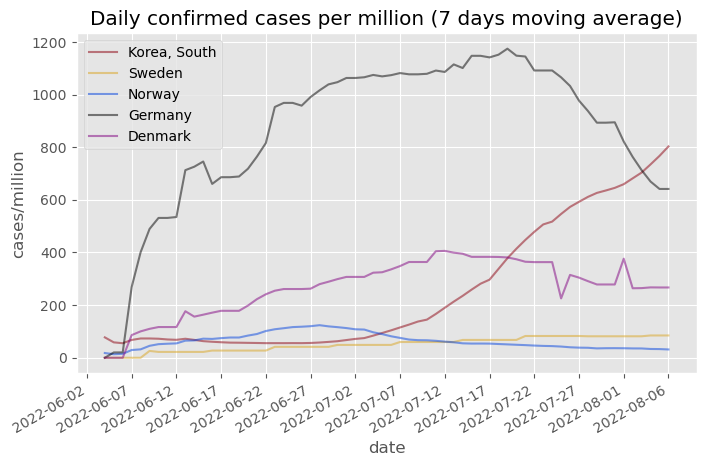 Daily confirmed cases per million (7 days moving average)
Korea, South
Sweden
Norway
Germany
Denmark
1200
1000
800
600
400
200
0
cases/million
2022-06-02
2022-06-07
2022-06-12
2022-06-17
2022-06-22
2022-06-27
2022-07-02
2022-07-07
2022-07-12
2022-07-17
2022-07-22
2022-07-27
2022-08-01
2022-08-06
date